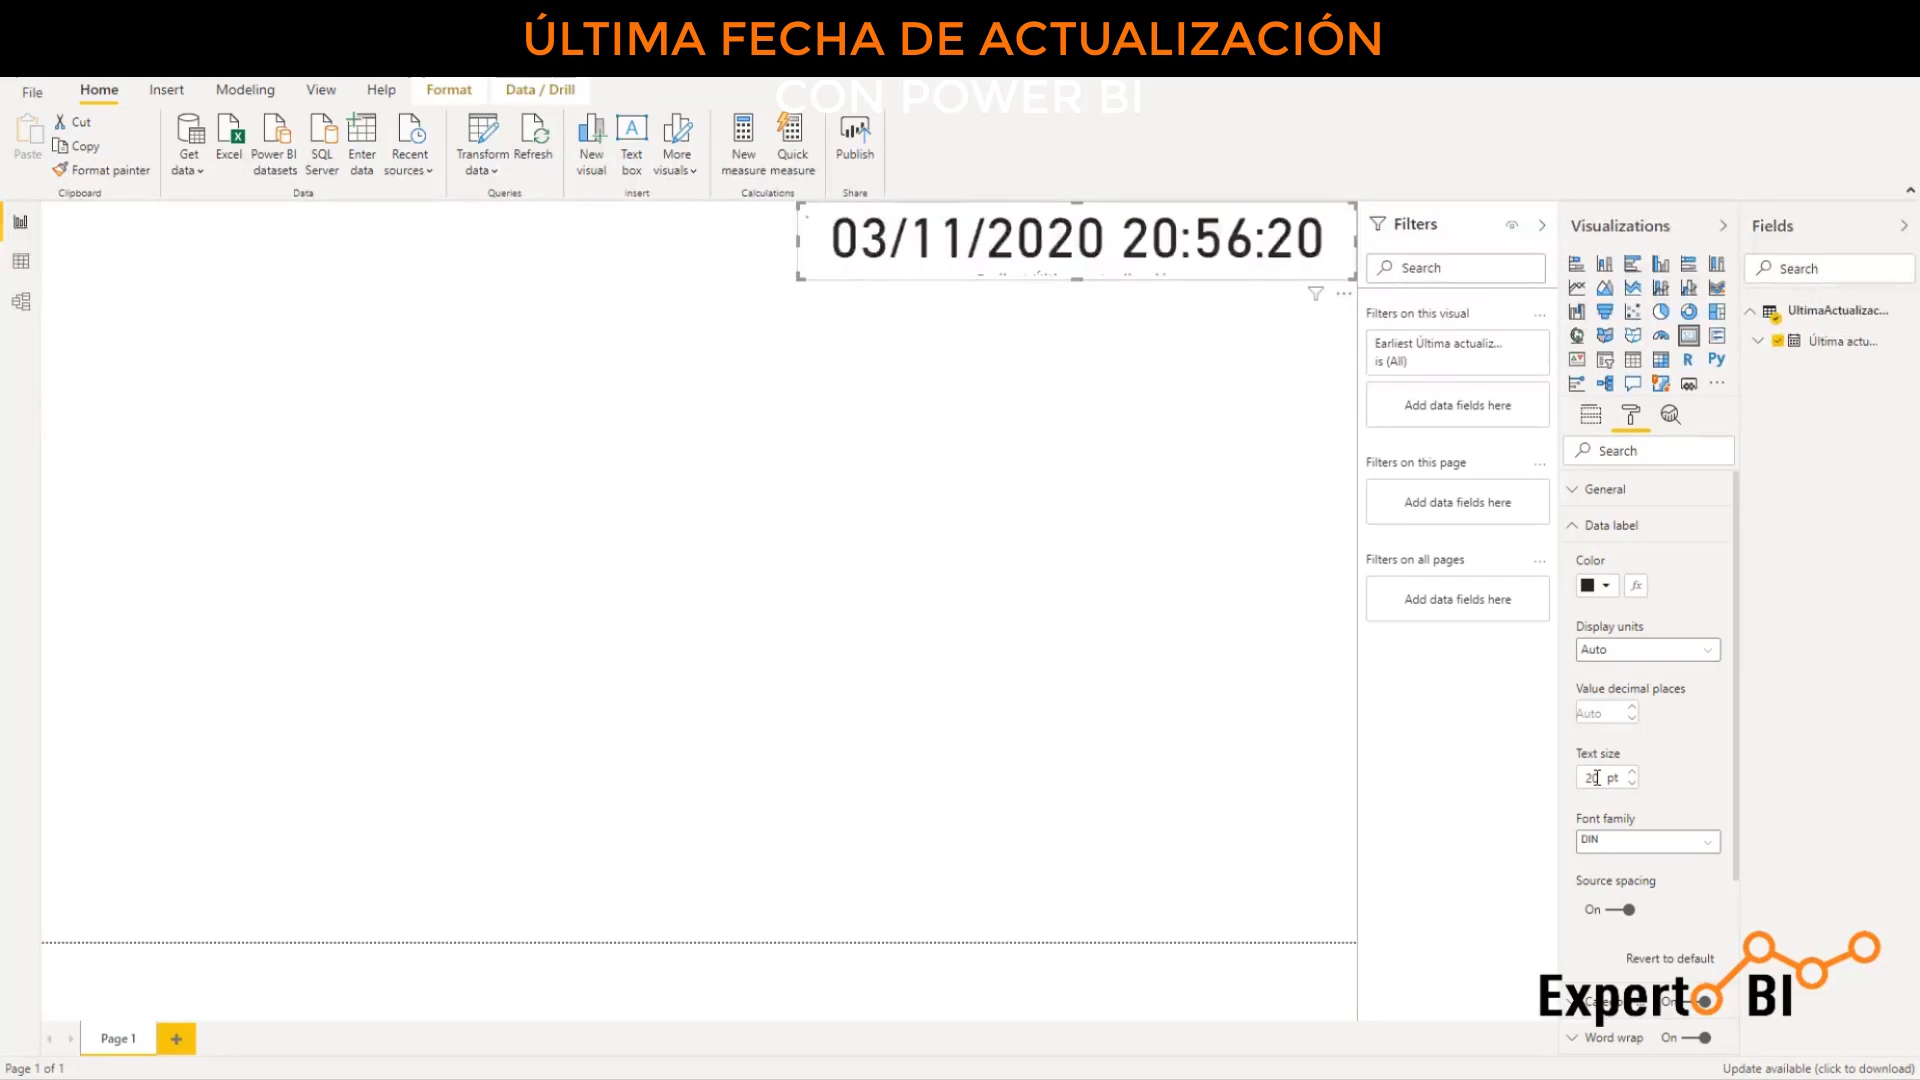 ÚLTIMA FECHA DE ACTUALIZACIÓN
CON POWER BI
File Home Insert Modeling View Help Format Data / Drill
Paste
Cut
Copy
Format painter
Clipboard
Get data
Excel
Power BI datasets
SQL Server
Enter data
Recent sources
Data
Transform data
Refresh
Queries
New visual
Text box
More visuals
Insert
New measure
Quick measure
Calculations
Publish
Share
03/11/2020 20:56:20
Filters
Search
Filters on this visual
Earliest Última actualiz...
is (All)
Add data fields here
Filters on this page
Add data fields here
Filters on all pages
Add data fields here
Visualizations
R
Py
Search
General
Data label
Color
fx
Display units
Auto
Value decimal places
Auto
Text size
20 pt
Font family
DIN
Source spacing
On
Revert to default
On
Word wrap On
Fields
Search
UltimaActualizac...
Última actu...
Experto BI
Page 1
Page 1 of 1
Update available (click to download)